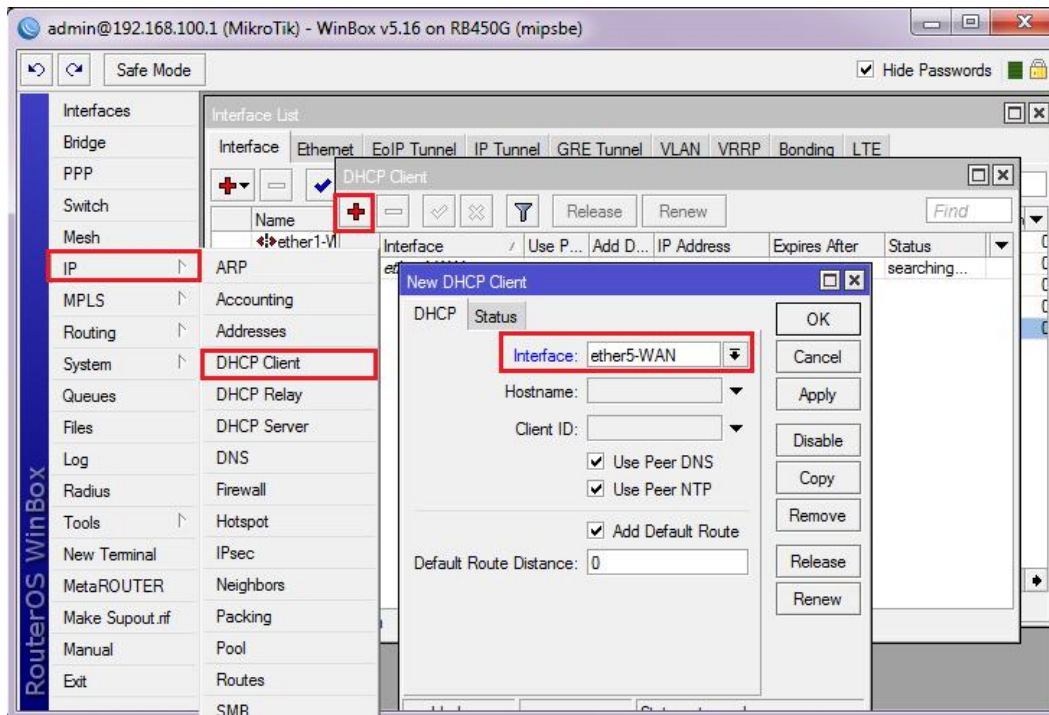 admin@192.168.100.1 (MikroTik) - WinBox v5.16 on RB450G (mipsbe)
Safe Mode
Hide Passwords
RouterOS WinBox
Interfaces
Bridge
PPP
Switch
Mesh
IP
MPLS
Routing
System
Queues
Files
Log
Radius
Tools
New Terminal
MetaROUTER
Make Supout.rif
Manual
Exit
ARP
Accounting
Addresses
DHCP Client
DHCP Relay
DHCP Server
DNS
Firewall
Hotspot
IPsec
Neighbors
Packing
Pool
Routes
SMB
Interface List
Interface Ethernet EoIP Tunnel IP Tunnel GRE Tunnel VLAN VRRP Bonding LTE
Name
DHCP Client
Release Renew Find
Interface Use P... Add D... IP Address Expires After Status
searching...
New DHCP Client
DHCP Status
Interface: ether5-WAN
Hostname:
Client ID:
Use Peer DNS
Use Peer NTP
Add Default Route
Default Route Distance: 0
OK
Cancel
Apply
Disable
Copy
Remove
Release
Renew